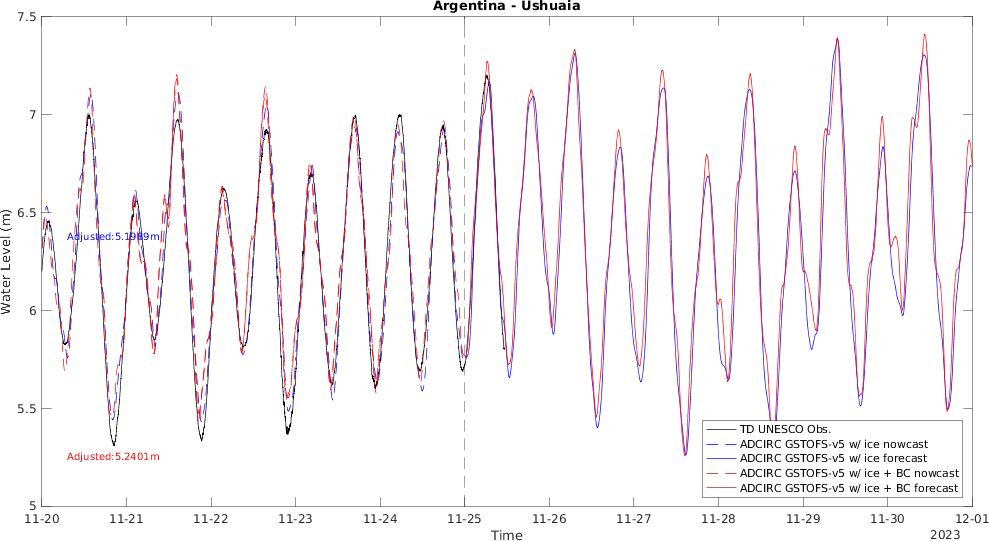 Argentina - Ushuaia
7.5
7
6.5
6
5.5
5
Water Level (m)
Adjusted:5.1989m
Adjusted:5.2401m
TD UNESCO Obs.
ADCIRC GSTOFS-v5 w/ ice nowcast
ADCIRC GSTOFS-v5 w/ ice forecast
ADCIRC GSTOFS-v5 w/ ice + BC nowcast
ADCIRC GSTOFS-v5 w/ ice + BC forecast
11-20 11-21 11-22 11-23 11-24 11-25 11-26 11-27 11-28 11-29 11-30 12-01
Time
2023